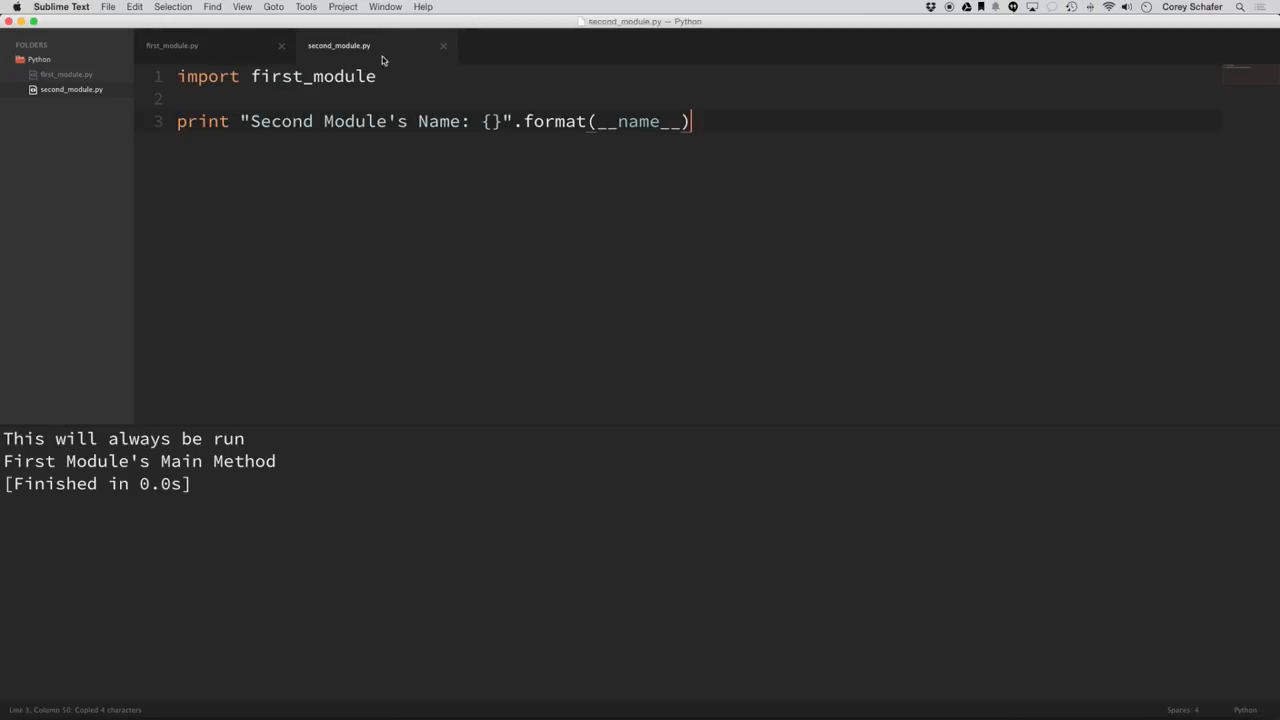 Sublime Text File Edit Selection Find View Goto Tools Project Window Help Corey Schafer
second_module.py — Python
FOLDERS
Python
first_module.py
second_module.py
first_module.py second_module.py
1 import first_module
2
3 print "Second Module's Name: {}".format(__name__)
This will always be run
First Module's Main Method
[Finished in 0.0s]
Line 3, Column 50; Copied 4 characters Spaces: 4 Python